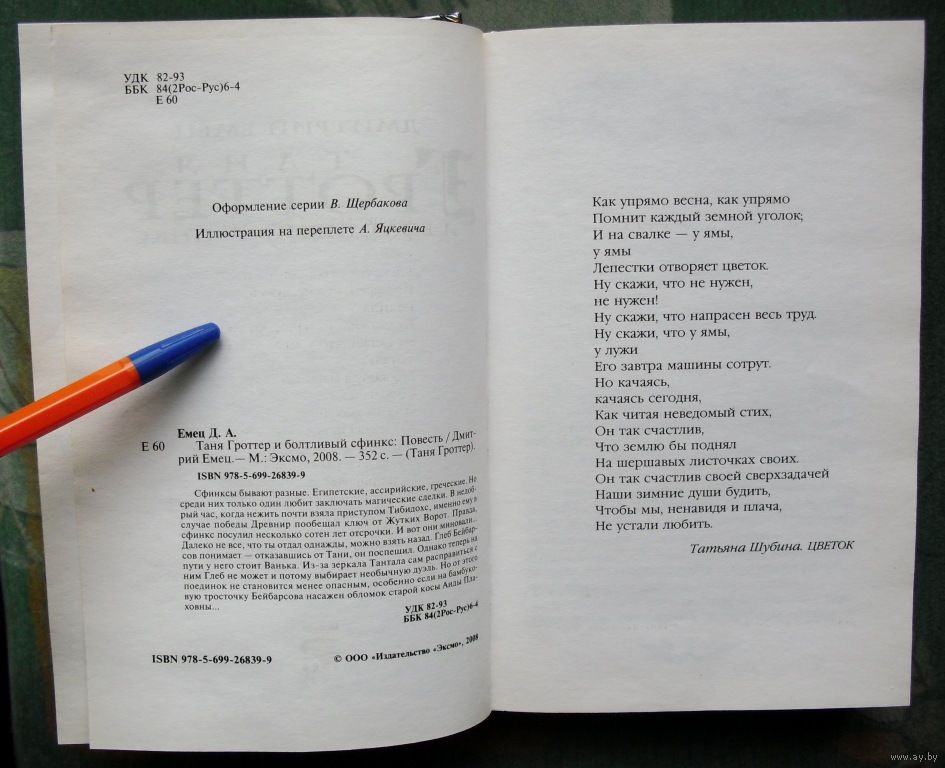 УДК 82-93
ББК 84(2Рос-Рус)6-4
Е 60
Оформление серии В. Щербакова
Иллюстрация на переплете А. Яцкевича
Емец Д. А.
Е 60 Таня Гроттер и болтливый сфинкс: Повесть / Дмит-
рий Емец.— М.: Эксмо, 2008. — 352 с. — (Таня Гроттер).
ISBN 978-5-699-26839-9
Сфинксы бывают разные. Египетские, ассирийские, греческие. Но
среди них только один любит заключать магические сделки. В недоб-
рый час, когда нежить почти взяла приступом Тибидохс, именно ему в
случае победы Древнир пообещал ключ от Жутких Ворот. Правда,
сфинкс посулил несколько сотен лет отсрочки. И вот они миновали...
Далеко не все, что ты отдал однажды, можно взять назад. Глеб Бейбар-
сов понимает — отказавшись от Тани, он поспешил. Однако теперь на
пути у него стоит Ванька. Из-за зеркала Тантала сам расправиться с
ним Глеб не может и потому выбирает необычную дуэль. Но от этого
поединок не становится менее опасным, особенно если на бамбуко-
вую тросточку Бейбарсова насажен обломок старой косы Аиды Пла-
ховны...
УДК 82-93
ББК 84(2Рос-Рус)6-4
ISBN 978-5-699-26839-9
© ООО «Издательство «Эксмо», 2008
Как упрямо весна, как упрямо
Помнит каждый земной уголок;
И на свалке — у ямы,
у ямы
Лепестки отворяет цветок.
Ну скажи, что не нужен,
не нужен!
Ну скажи, что напрасен весь труд.
Ну скажи, что у ямы,
у лужи
Его завтра машины сотрут.
Но качаясь,
качаясь сегодня,
Как читая неведомый стих,
Он так счастлив,
Что землю бы поднял
На шершавых листочках своих.
Он так счастлив своей сверхзадачей
Наши зимние души будить,
Чтобы мы, ненавидя и плача,
Не устали любить.
Татьяна Шубина. ЦВЕТОК
www.ay.by